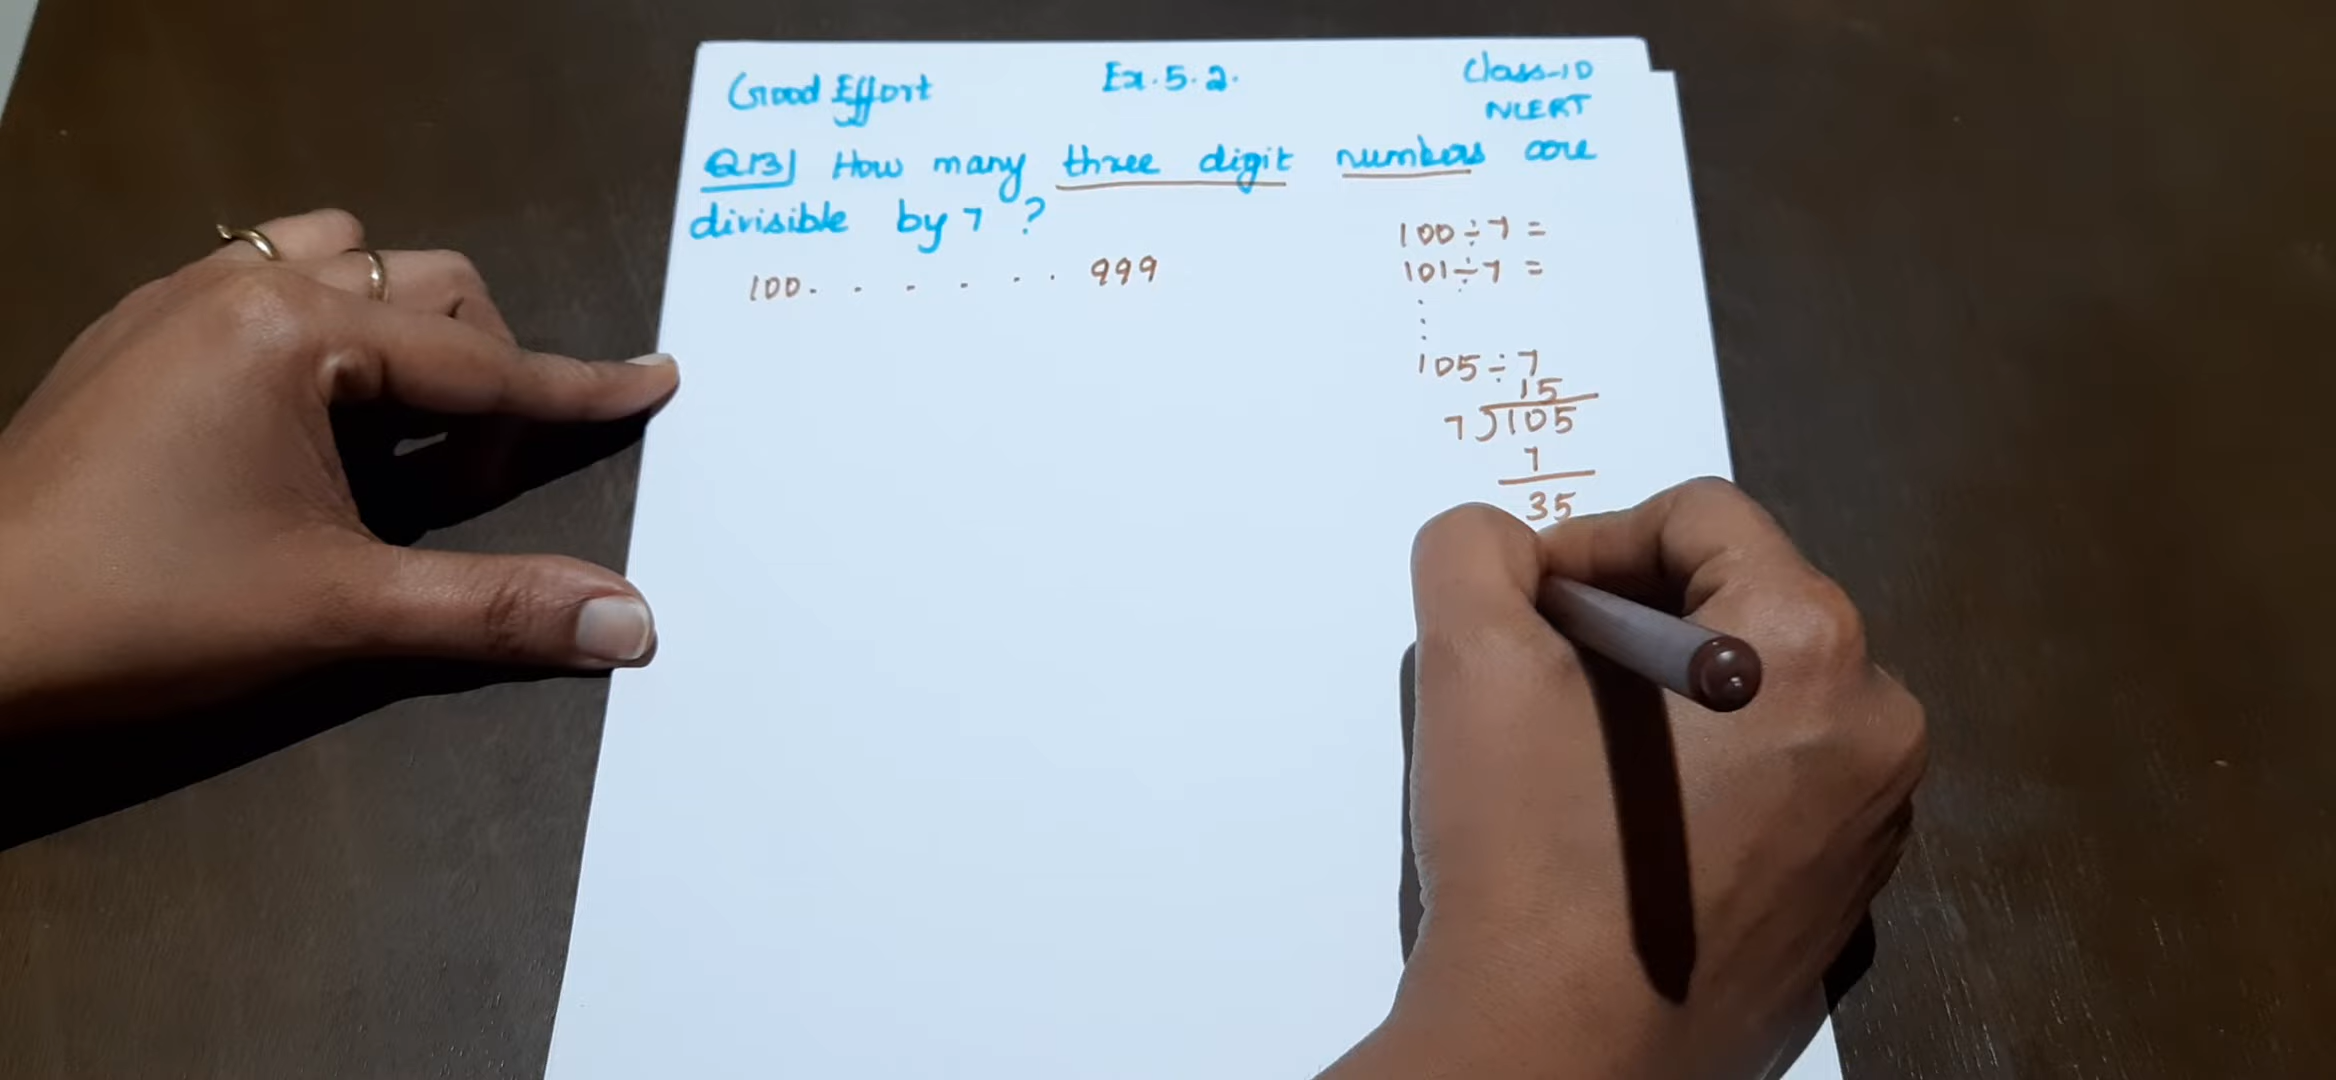 Good Effort Ex. 5.2. Class-10
NCERT
Q13) How many three digit numbers are
divisible by 7 ?
100. . . . . . . 999
100÷7 =
101÷7 =
:
:
105÷7
15
7)105
7
35